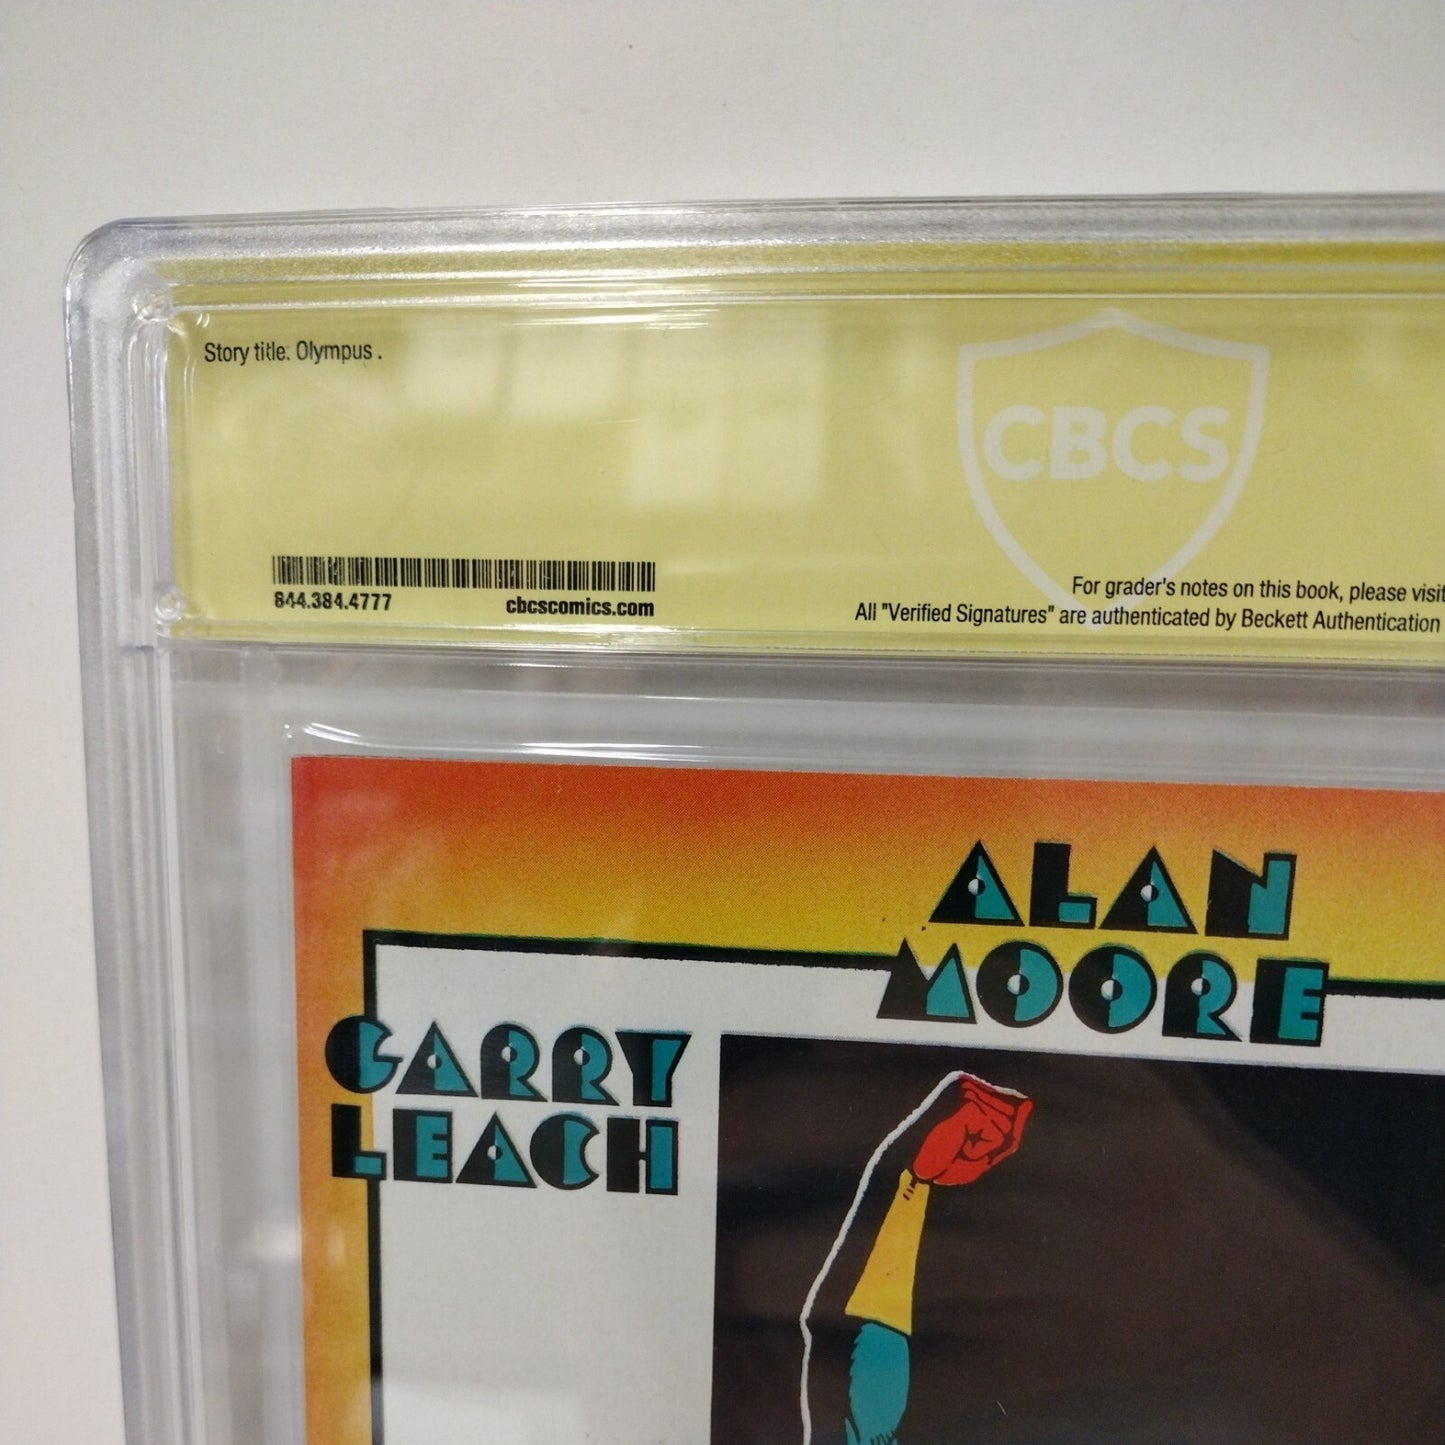 Story title: Olympus .
CBCS
844.384.4777
cbcscomics.com
For grader's notes on this book, please visit
All "Verified Signatures" are authenticated by Beckett Authentication
ALAN
MOORE
GARRY
LEACH